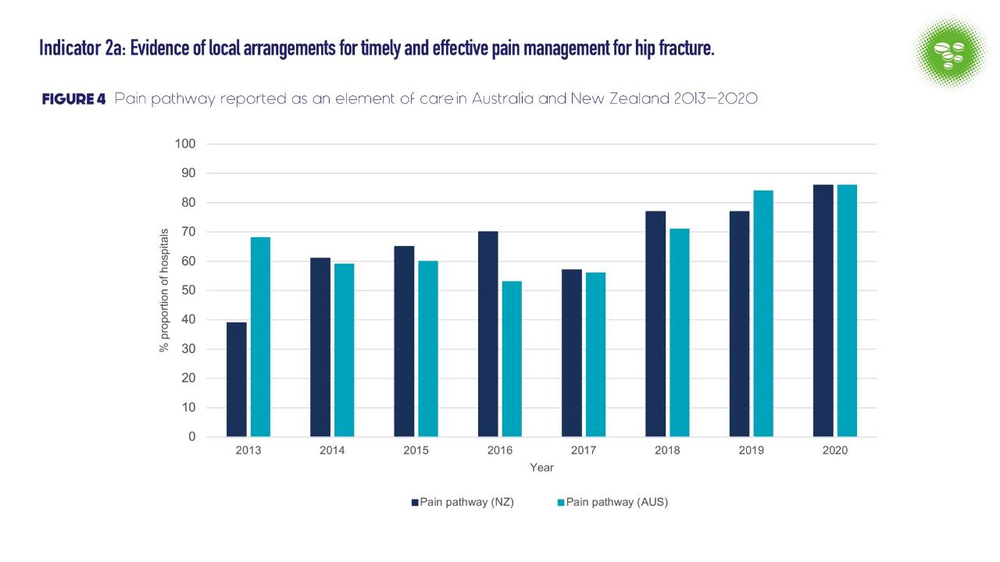 Indicator 2a: Evidence of local arrangements for timely and effective pain management for hip fracture.
FIGURE 4 Pain pathway reported as an element of care in Australia and New Zealand 2013–2020
100
90
80
70
60
50
40
30
20
10
0
% proportion of hospitals
2013 2014 2015 2016 2017 2018 2019 2020
Year
Pain pathway (NZ) Pain pathway (AUS)